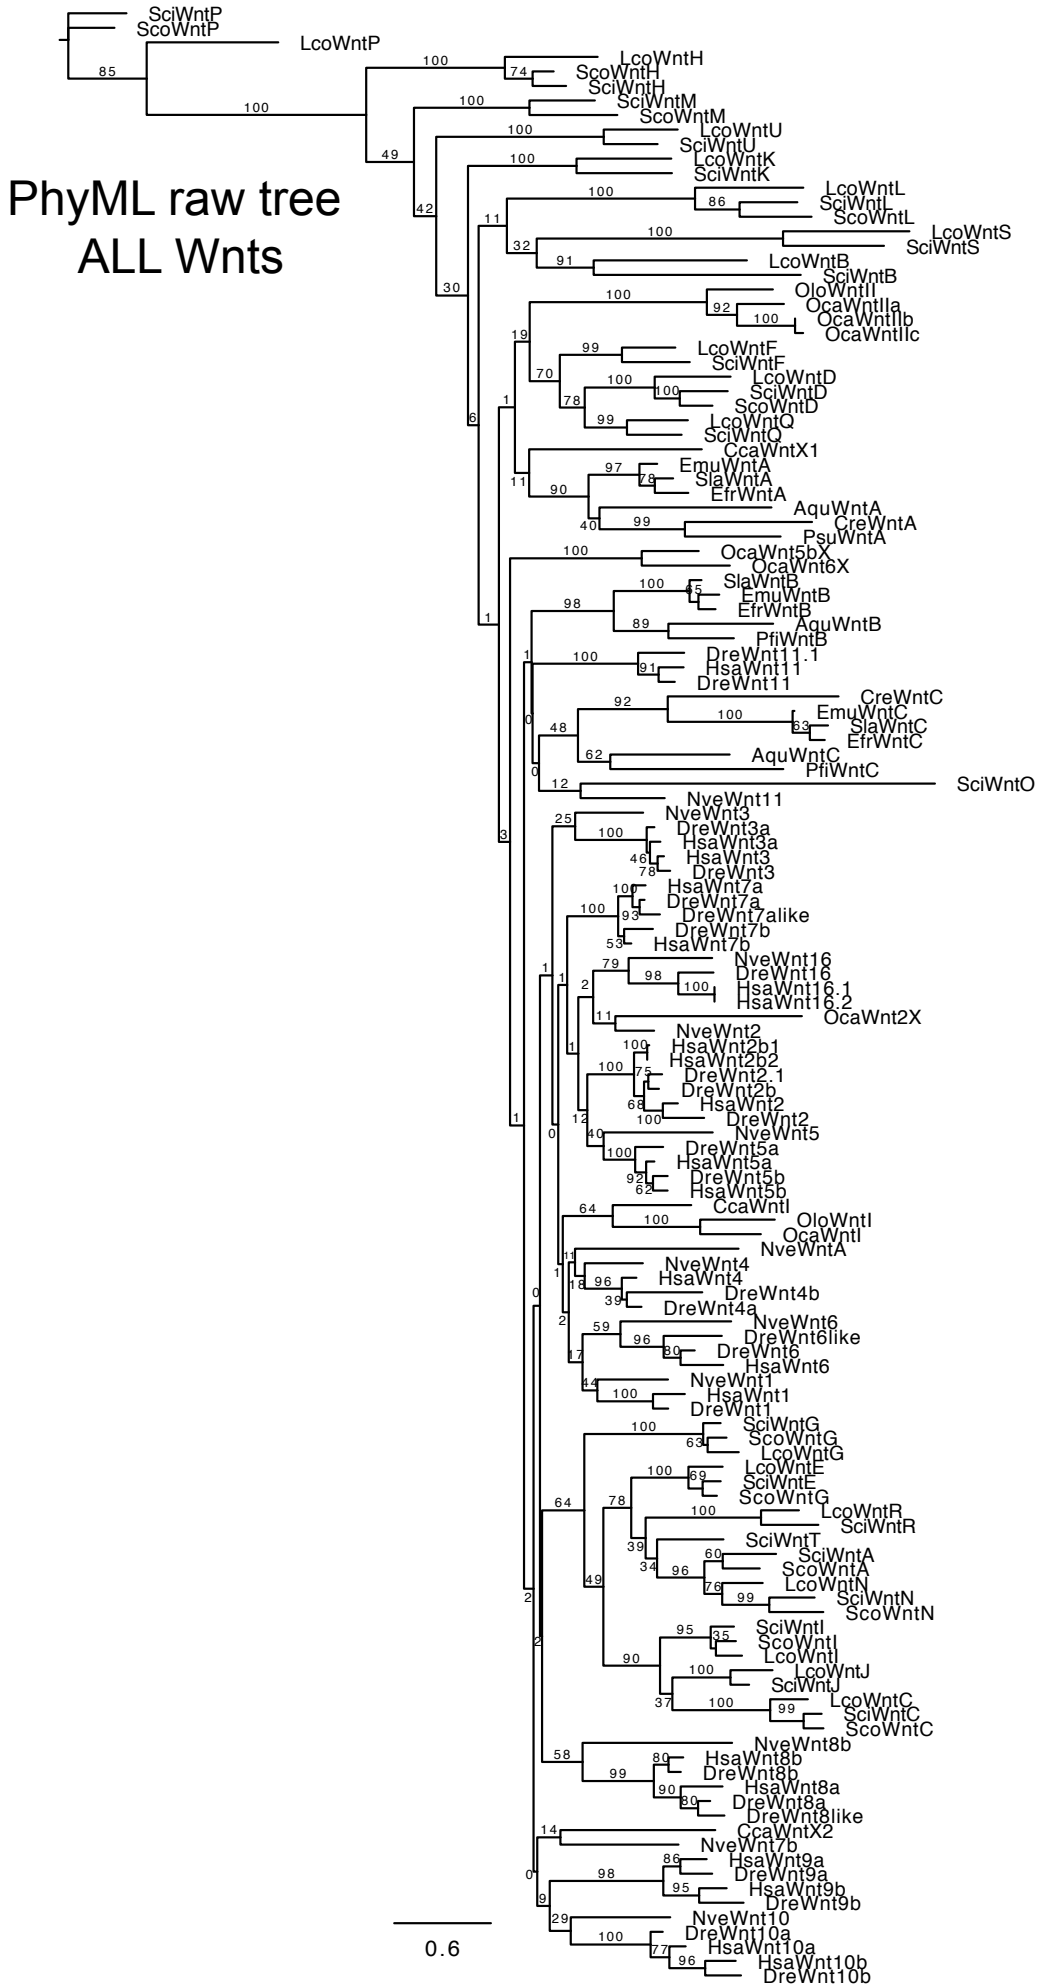 SciWntP
ScoWntP
LcoWntP
85
LcoWntH
100
74
ScoWntH
SciWntH
100
100
SciWntM
ScoWntM
100
LcoWntU
SciWntU
49
100
LcoWntK
SciWntK
PhyML raw tree
ALL Wnts
100
LcoWntL
86
SciWntL
ScoWntL
42
11
100
LcoWntS
32
SciWntS
91
LcoWntB
SciWntB
30
100
OloWntII
92
OcaWntIIa
100
OcaWntIIb
OcaWntIIc
19
99
LcoWntF
SciWntF
70
100
LcoWntD
100
SciWntD
78
ScoWntD
1
6
99
LcoWntQ
SciWntQ
CcaWntX1
97
EmuWntA
78
SlaWntA
11
90
EfrWntA
AquWntA
40
99
CreWntA
PsuWntA
100
OcaWnt5bX
OcaWnt6X
100
SlaWntB
65
EmuWntB
98
EfrWntB
1
89
AquWntB
PfiWntB
1
100
DreWnt11.1
91
HsaWnt11
DreWnt11
92
CreWntC
0
100
EmuWntC
63
SlaWntC
48
EfrWntC
62
AquWntC
0
PfiWntC
12
SciWntO
NveWnt11
25
NveWnt3
3
100
DreWnt3a
HsaWnt3a
46
HsaWnt3
78
DreWnt3
100
HsaWnt7a
DreWnt7a
100
93
DreWnt7alike
DreWnt7b
53
HsaWnt7b
1
1
79
NveWnt16
98
DreWnt16
2
100
HsaWnt16.1
HsaWnt16.2
11
OcaWnt2X
NveWnt2
1
100
HsaWnt2b1
HsaWnt2b2
100
75
DreWnt2.1
DreWnt2b
68
HsaWnt2
1
12
100
DreWnt2
0
40
NveWnt5
100
DreWnt5a
HsaWnt5a
92
DreWnt5b
62
HsaWnt5b
64
CcaWntI
100
OloWntI
OcaWntI
11
NveWntA
1
18
NveWnt4
96
HsaWnt4
0
39
DreWnt4b
DreWnt4a
2
59
NveWnt6
96
DreWnt6like
17
80
DreWnt6
HsaWnt6
44
NveWnt1
100
HsaWnt1
DreWnt1
100
SciWntG
63
ScoWntG
LcoWntG
100
LcoWntE
69
SciWntE
ScoWntG
64
78
100
LcoWntR
SciWntR
39
SciWntT
34
60
SciWntA
96
ScoWntA
49
76
LcoWntN
99
SciWntN
2
ScoWntN
95
SciWntI
2
35
ScoWntI
90
LcoWntI
100
LcoWntJ
SciWntJ
37
100
LcoWntC
99
SciWntC
ScoWntC
58
NveWnt8b
80
HsaWnt8b
99
DreWnt8b
90
HsaWnt8a
80
DreWnt8a
DreWnt8like
14
CcaWntX2
NveWnt7b
0
86
HsaWnt9a
98
DreWnt9a
95
HsaWnt9b
9
DreWnt9b
29
NveWnt10
100
DreWnt10a
77
HsaWnt10a
96
HsaWnt10b
DreWnt10b
0.6